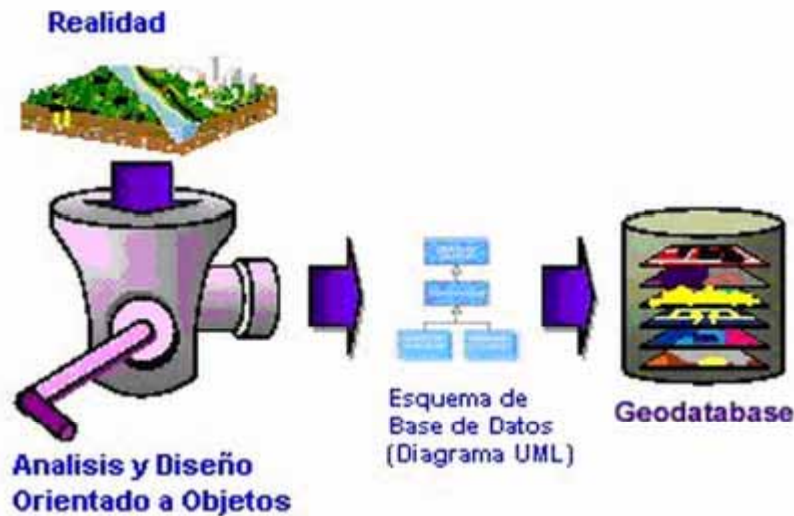 Realidad
Esquema de
Base de Datos
(Diagrama UML)
Geodatabase
Analisis y Diseño
Orientado a Objetos